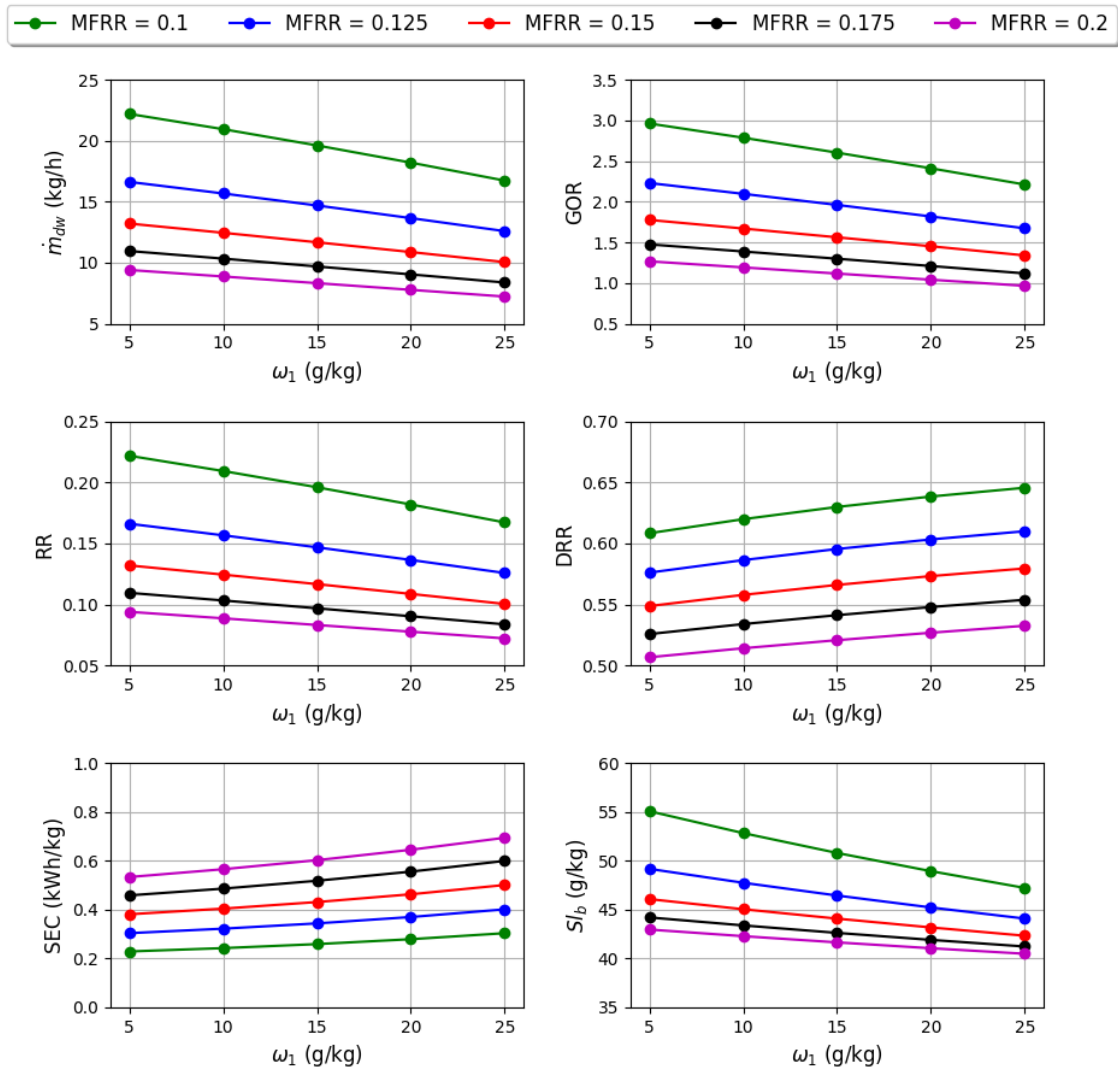 MFRR = 0.1 MFRR = 0.125 MFRR = 0.15 MFRR = 0.175 MFRR = 0.2
25
20
15
10
5
ṁdw (kg/h)
5 10 15 20 25
ω1 (g/kg)
3.5
3.0
2.5
2.0
1.5
1.0
0.5
GOR
5 10 15 20 25
ω1 (g/kg)
0.25
0.20
0.15
0.10
0.05
RR
5 10 15 20 25
ω1 (g/kg)
0.70
0.65
0.60
0.55
0.50
DRR
5 10 15 20 25
ω1 (g/kg)
1.0
0.8
0.6
0.4
0.2
0.0
SEC (kWh/kg)
5 10 15 20 25
ω1 (g/kg)
60
55
50
45
40
35
Slb (g/kg)
5 10 15 20 25
ω1 (g/kg)